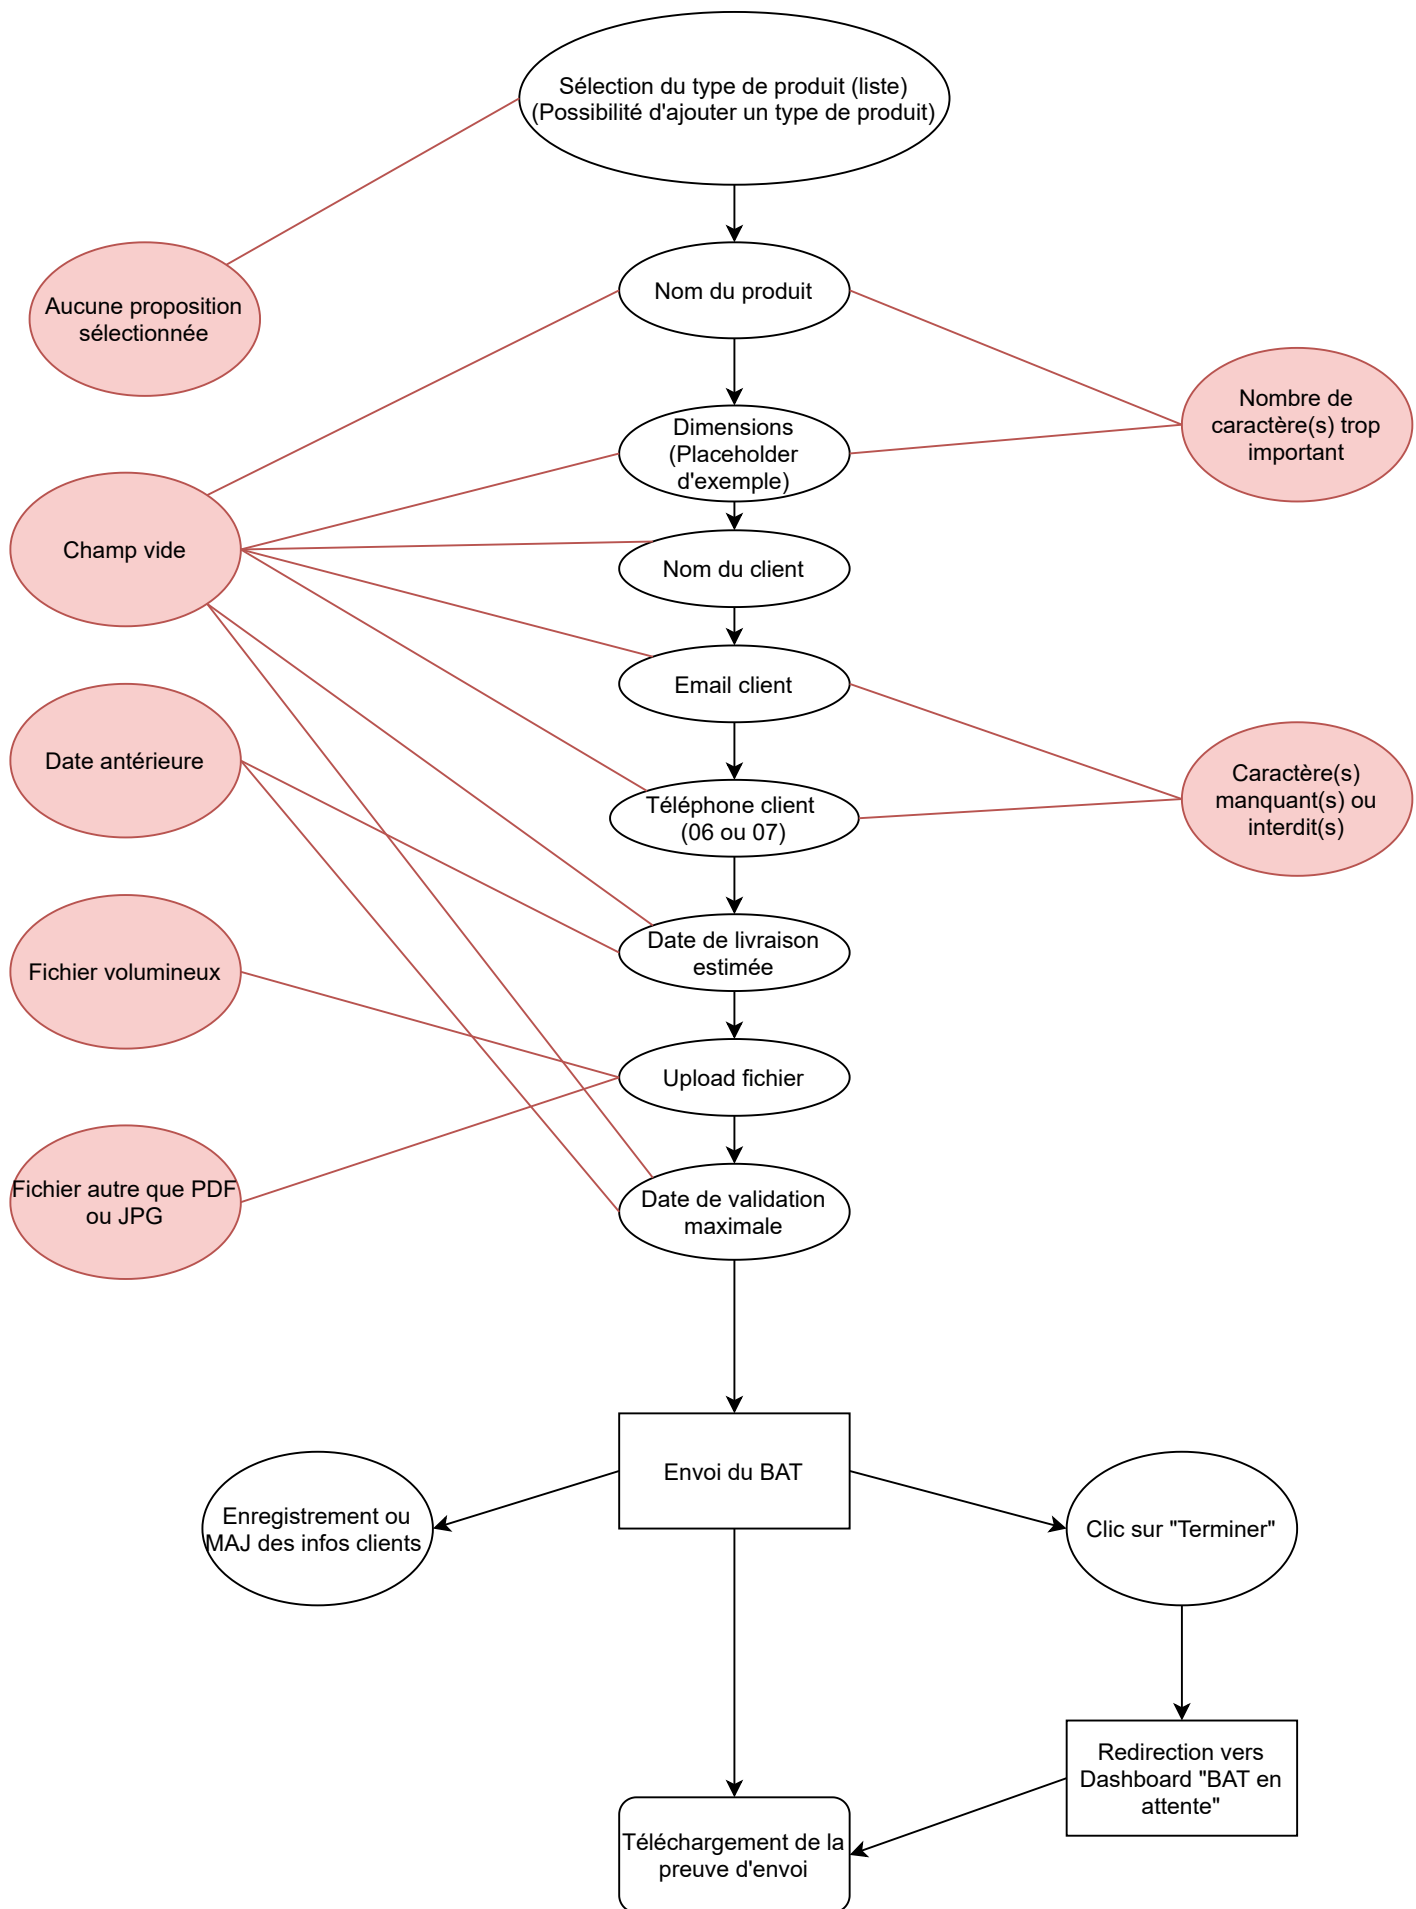 Sélection du type de produit (liste)
(Possibilité d'ajouter un type de produit)
Aucune proposition
sélectionnée
Nom du produit
Nombre de
caractère(s) trop
important
Dimensions
(Placeholder
d'exemple)
Champ vide
Nom du client
Email client
Date antérieure
Caractère(s)
manquant(s) ou
interdit(s)
Téléphone client
(06 ou 07)
Date de livraison
estimée
Fichier volumineux
Upload fichier
Fichier autre que PDF
ou JPG
Date de validation
maximale
Envoi du BAT
Enregistrement ou
MAJ des infos clients
Clic sur "Terminer"
Redirection vers
Dashboard "BAT en
attente"
Téléchargement de la
preuve d'envoi